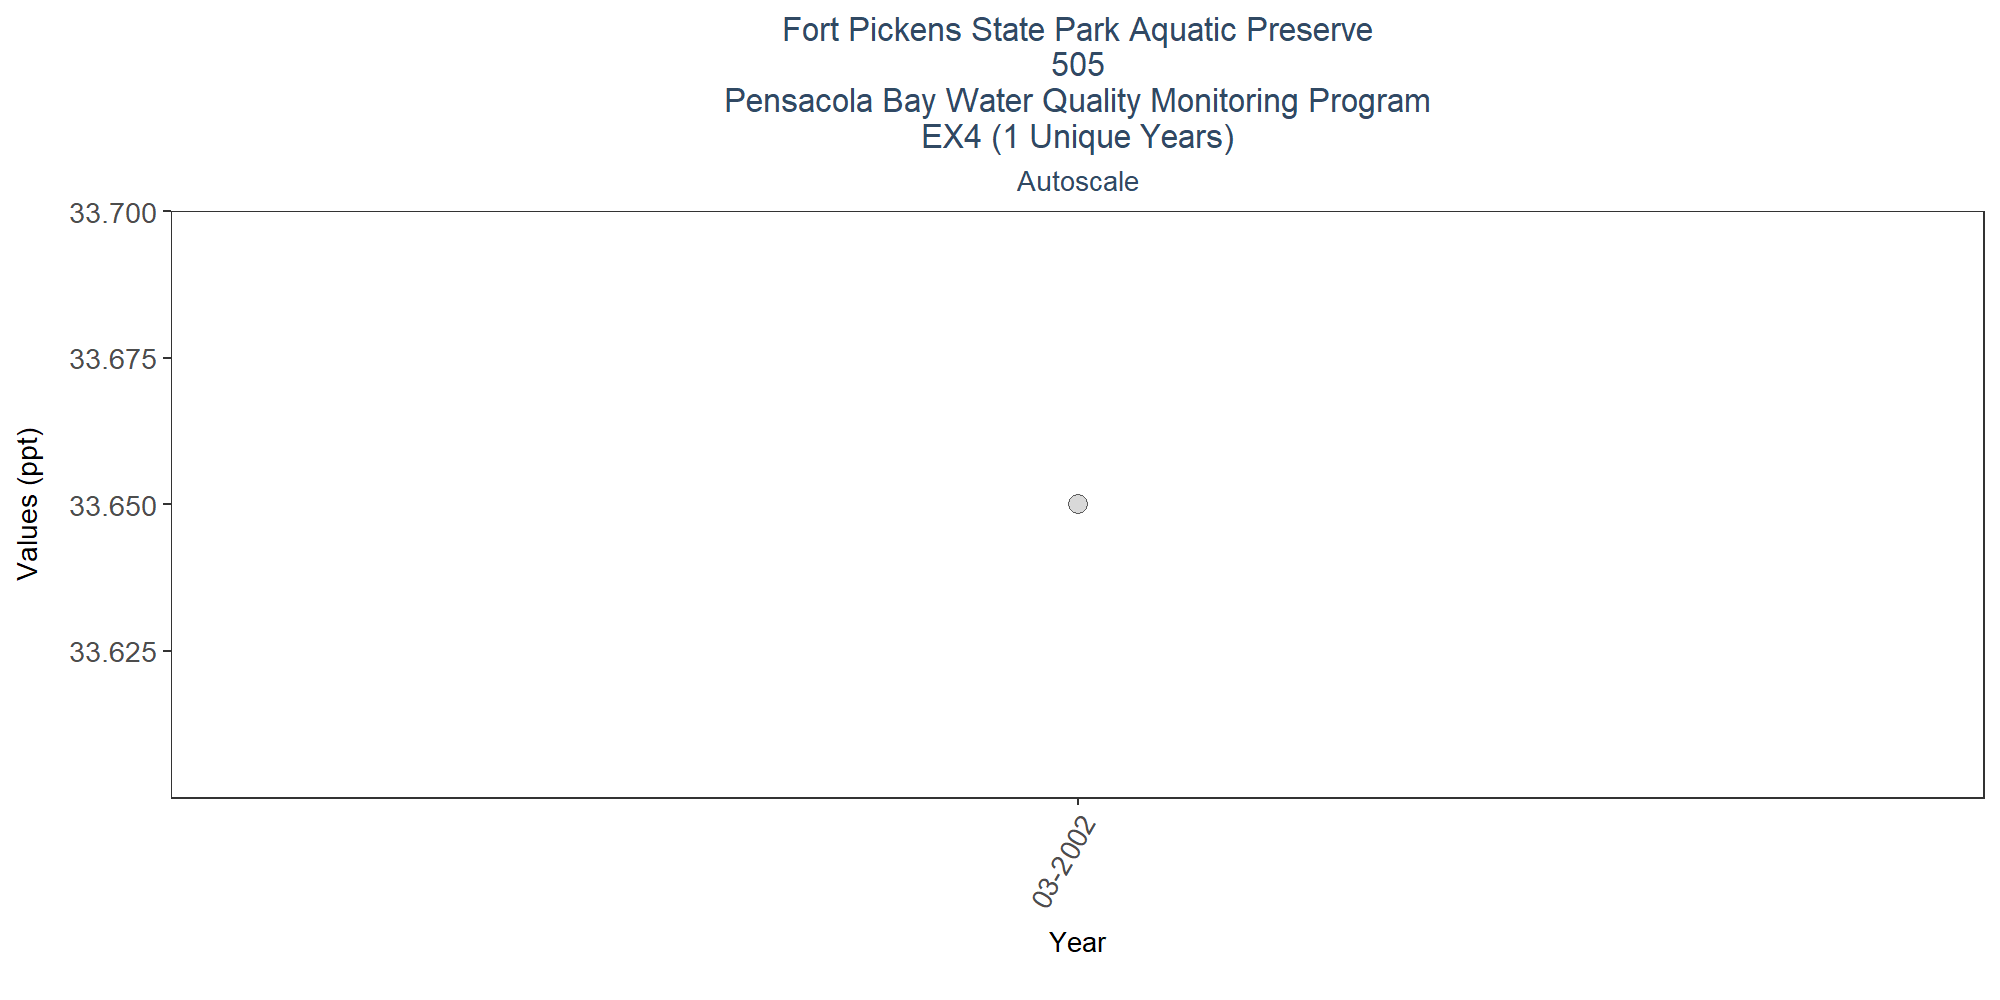 Fort Pickens State Park Aquatic Preserve
505
Pensacola Bay Water Quality Monitoring Program
EX4 (1 Unique Years)
Autoscale
33.700
33.675
33.650
33.625
Values (ppt)
03-2002
Year